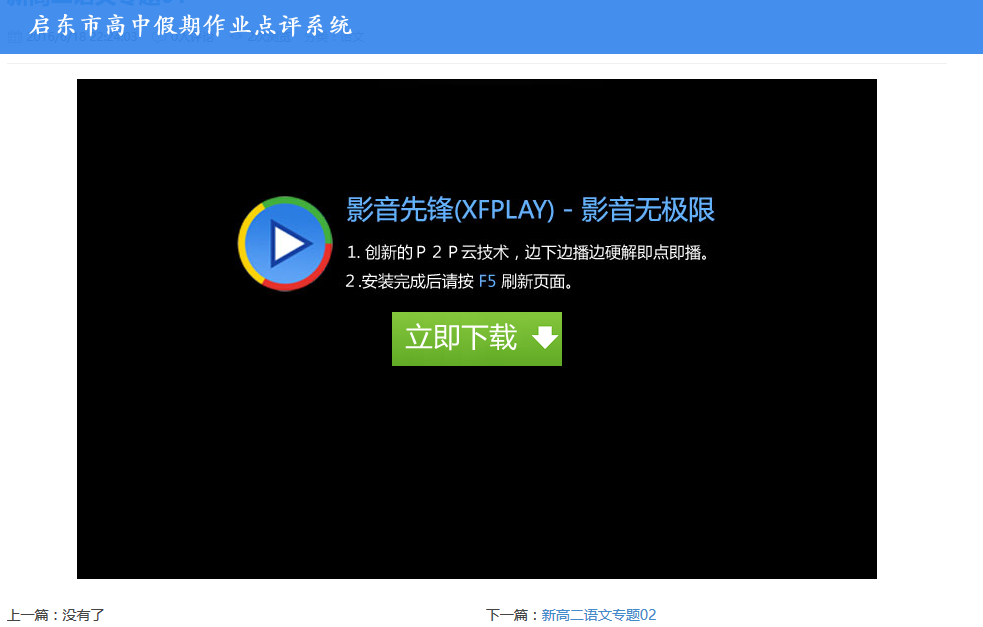 启东市高中假期作业点评系统
影音先锋(XFPLAY) - 影音无极限
1. 创新的Ｐ２Ｐ云技术，边下边播边硬解即点即播。
2 .安装完成后请按 F5 刷新页面。
立即下载
上一篇：没有了
下一篇：新高二语文专题02